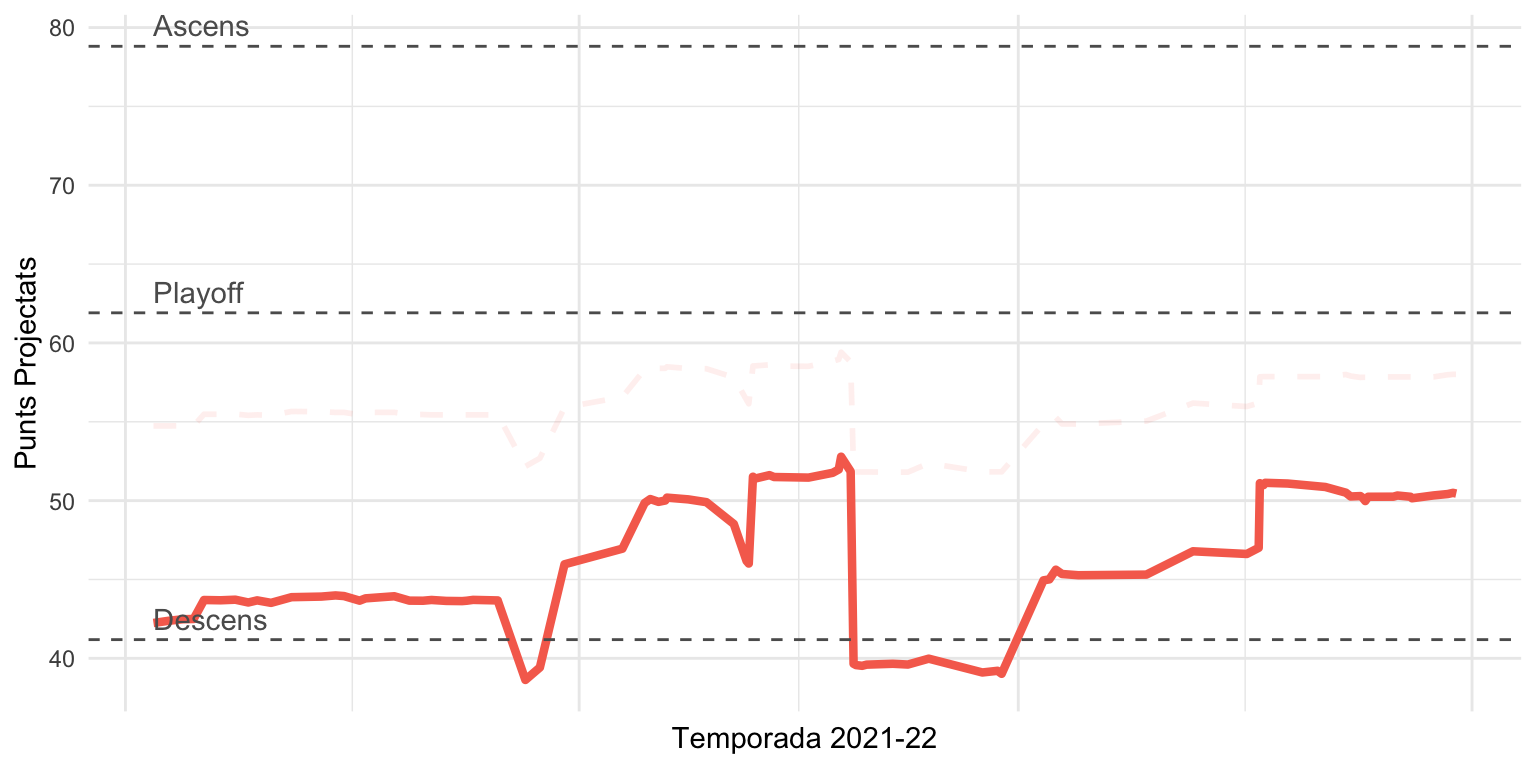 80
Ascens
70
Playoff
60
Punts Projectats
50
Descens
40
Temporada 2021-22